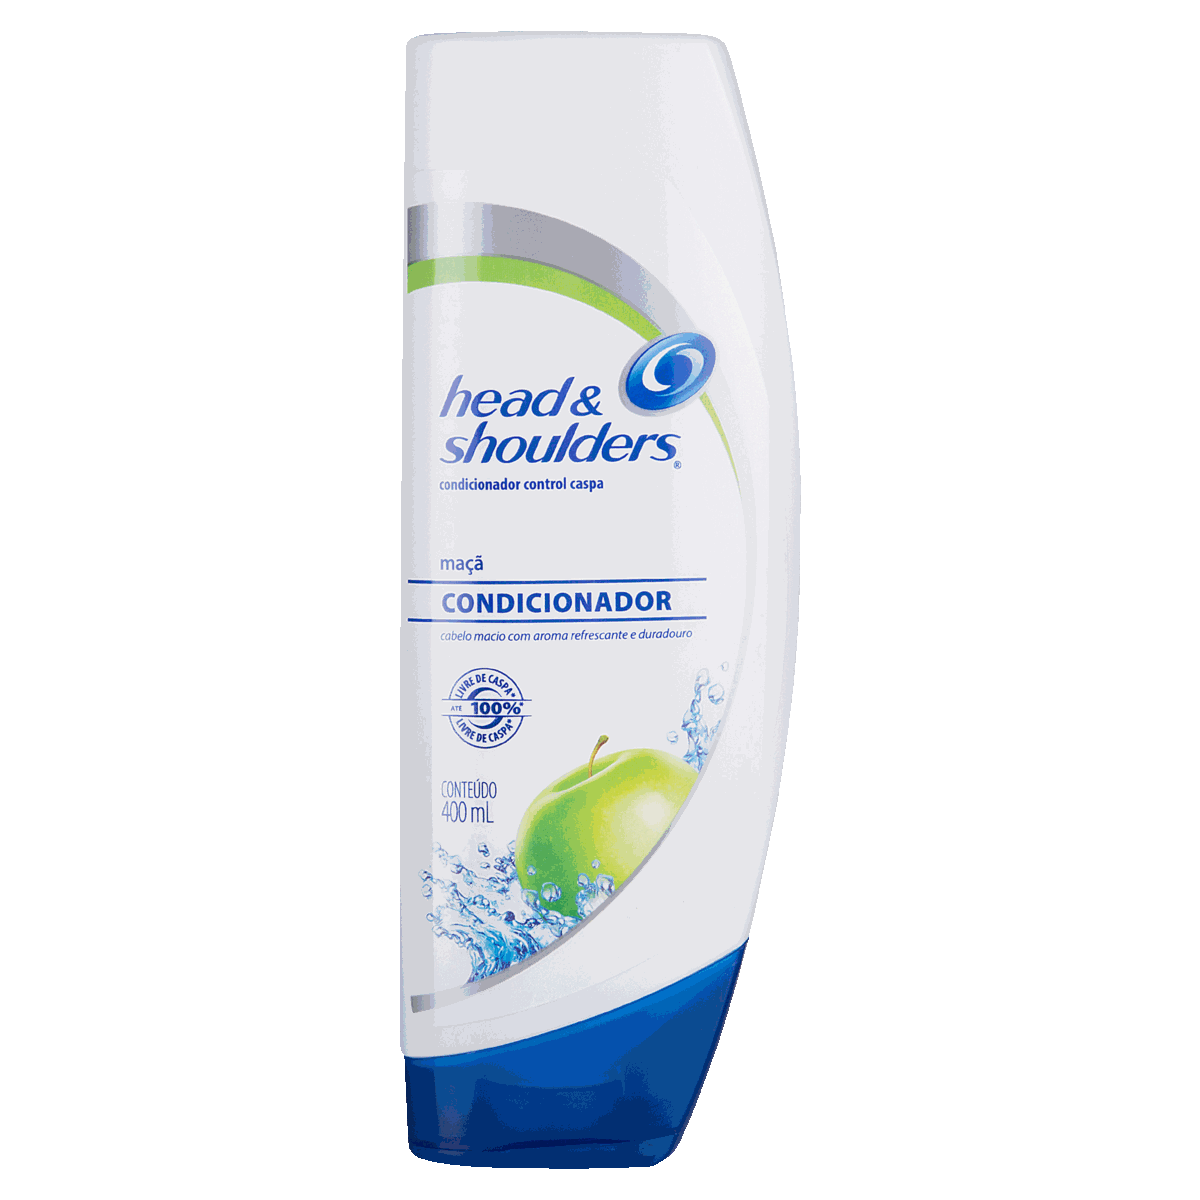 head &
shoulders®
condicionador control caspa
maçã
CONDICIONADOR
cabelo macio com aroma refrescante e duradouro
LIVRE DE CASPA*
ATÉ 100%*
LIVRE DE CASPA*
CONTEÚDO
400 mL